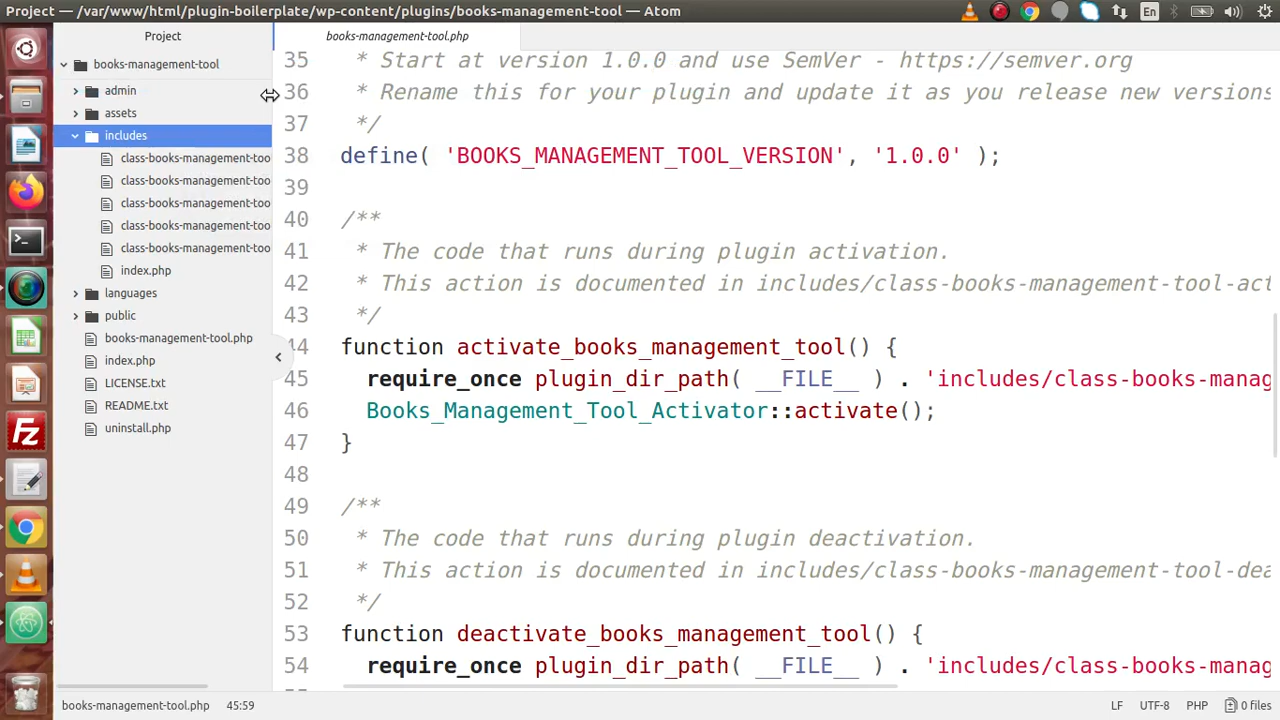 Project — /var/www/html/plugin-boilerplate/wp-content/plugins/books-management-tool — Atom
En
Project
books-management-tool
admin
assets
includes
class-books-management-too
class-books-management-too
class-books-management-too
class-books-management-too
class-books-management-too
index.php
languages
public
books-management-tool.php
index.php
LICENSE.txt
README.txt
uninstall.php
books-management-tool.php
35 * Start at version 1.0.0 and use SemVer - https://semver.org
36 * Rename this for your plugin and update it as you release new versions
37 */
38 define( 'BOOKS_MANAGEMENT_TOOL_VERSION', '1.0.0' );
39
40 /**
41 * The code that runs during plugin activation.
42 * This action is documented in includes/class-books-management-tool-act
43 */
44 function activate_books_management_tool() {
45 require_once plugin_dir_path( __FILE__ ) . 'includes/class-books-manag
46 Books_Management_Tool_Activator::activate();
47 }
48
49 /**
50 * The code that runs during plugin deactivation.
51 * This action is documented in includes/class-books-management-tool-dea
52 */
53 function deactivate_books_management_tool() {
54 require_once plugin_dir_path( __FILE__ ) . 'includes/class-books-manag
books-management-tool.php 45:59 LF UTF-8 PHP 0 files